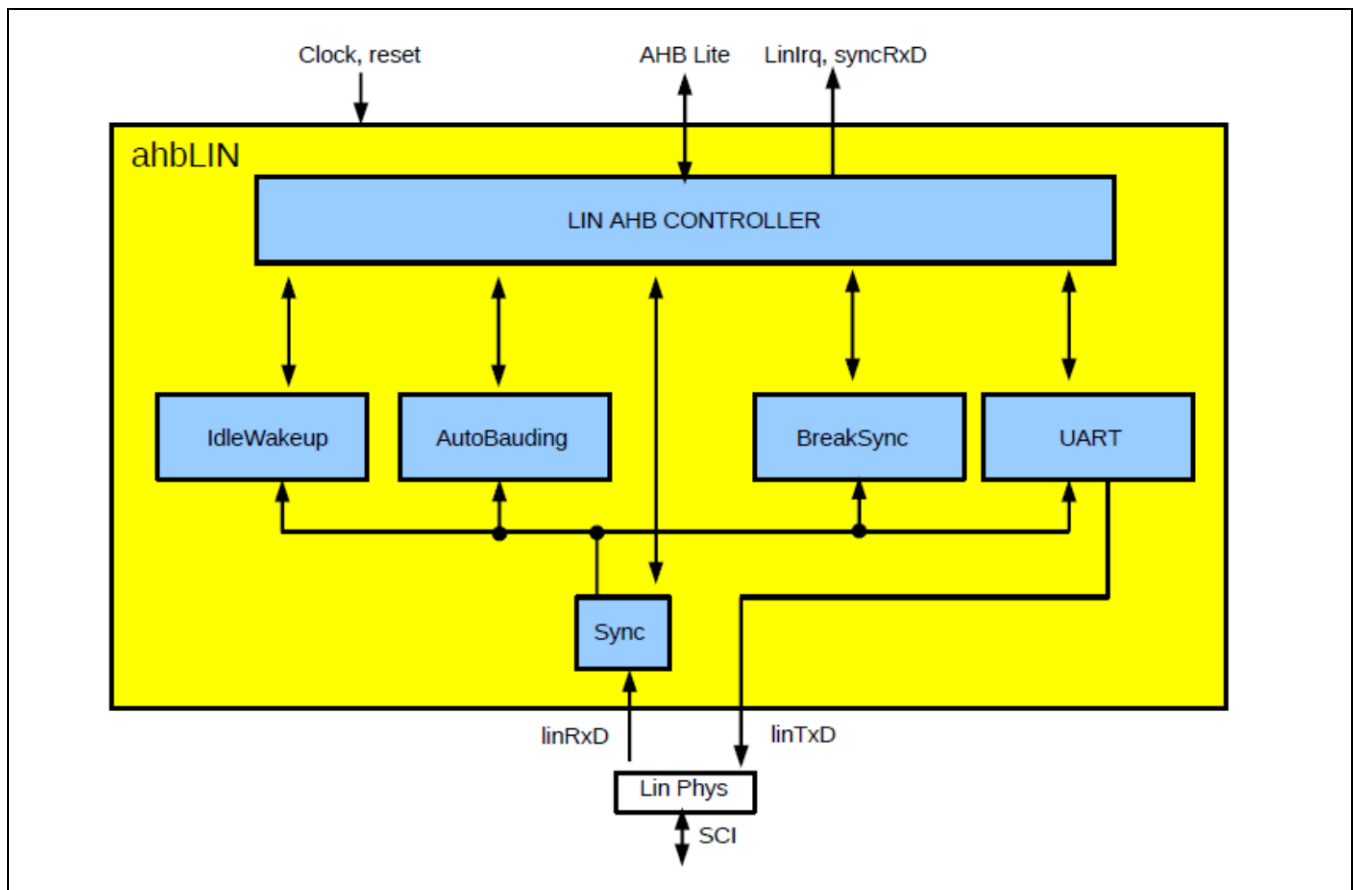 Clock, reset
AHB Lite
LinIrq, syncRxD
ahbLIN
LIN AHB CONTROLLER
IdleWakeup
AutoBauding
BreakSync
UART
Sync
linRxD
linTxD
Lin Phys
SCI